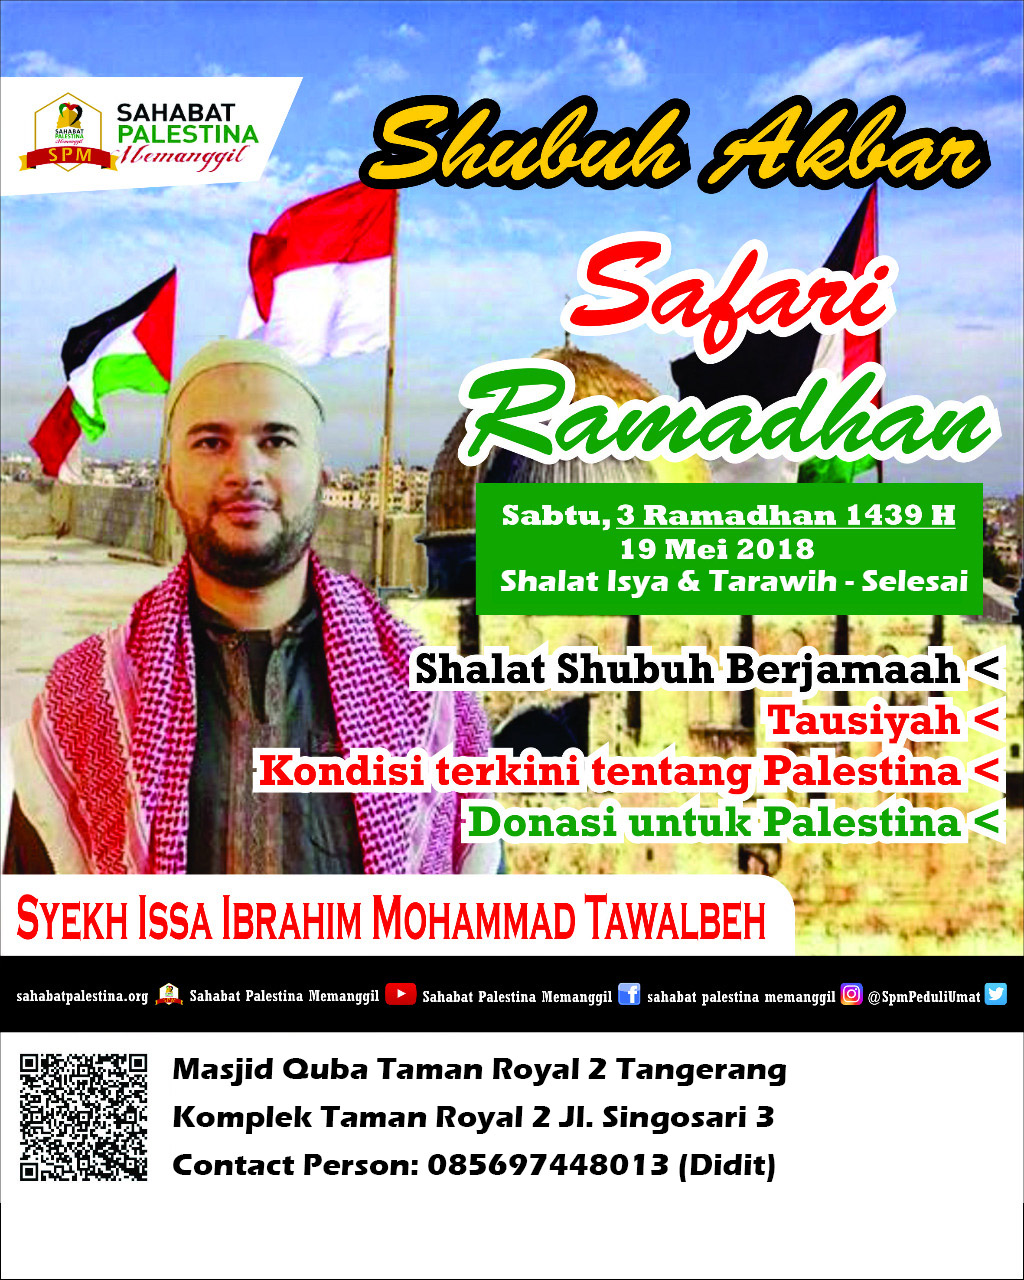 SAHABAT
PALESTINA
Memanggil
SAHABAT
PALESTINA
Memanggil
SPM
Shubuh Akbar
Safari
Ramadhan
Sabtu, 3 Ramadhan 1439 H
19 Mei 2018
Shalat Isya & Tarawih - Selesai
Shalat Shubuh Berjamaah <
Tausiyah <
Kondisi terkini tentang Palestina <
Donasi untuk Palestina <
SYEKH ISSA IBRAHIM MOHAMMAD TAWALBEH
sahabatpalestina.org Sahabat Palestina Memanggil Sahabat Palestina Memanggil sahabat palestina memanggil @SpmPeduliUmat
Masjid Quba Taman Royal 2 Tangerang
Komplek Taman Royal 2 Jl. Singosari 3
Contact Person: 085697448013 (Didit)